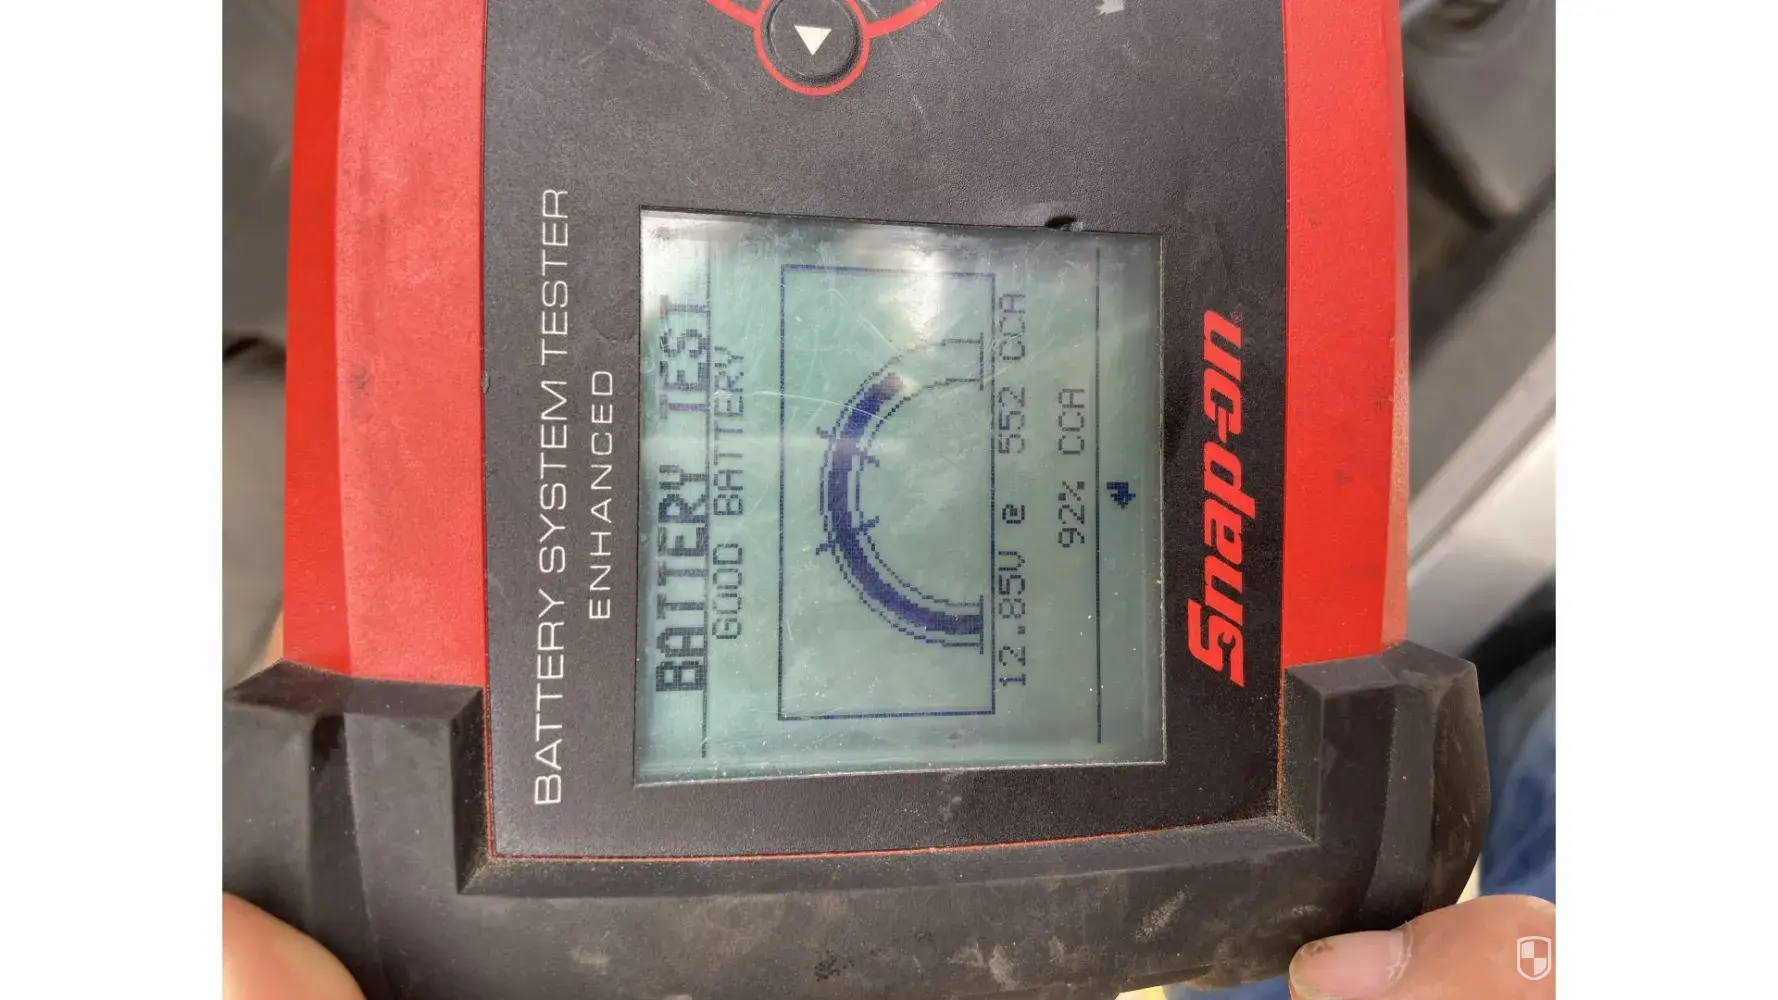 BATTERY SYSTEM TESTER
ENHANCED
BATTERY TEST
GOOD BATTERY
12.85V @ 552 CCA
92% CCA
Snap-on